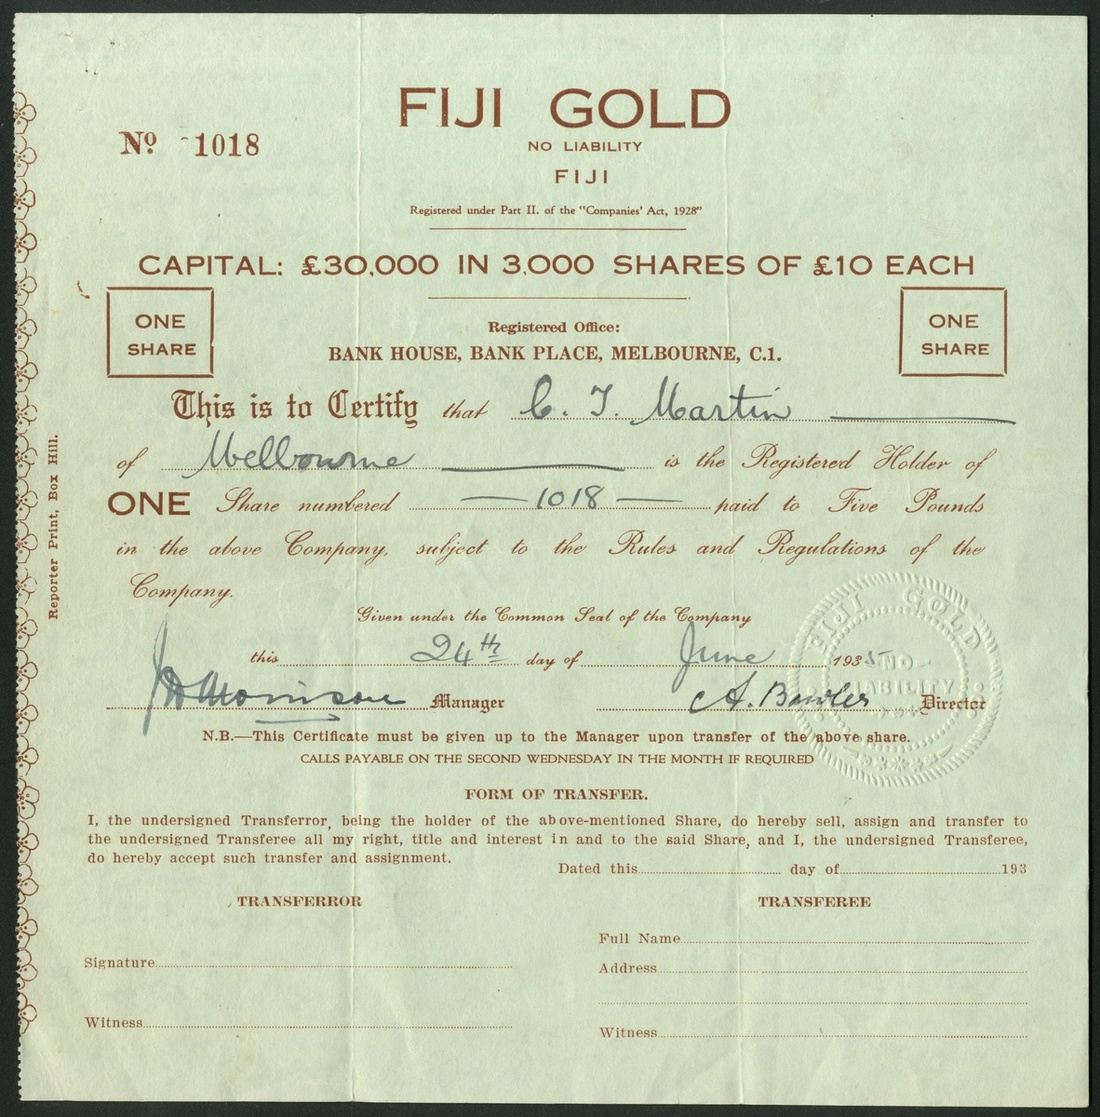 FIJI GOLD
NO LIABILITY
FIJI
Nº 1018
Registered under Part II. of the "Companies' Act, 1928"
CAPITAL: £30,000 IN 3,000 SHARES OF £10 EACH
ONE SHARE
ONE SHARE
Registered Office:
BANK HOUSE, BANK PLACE, MELBOURNE, C.1.
This is to Certify that C. T. Martin
of Melbourne is the Registered Holder of
ONE Share numbered —1018— paid to Five Pounds
in the above Company, subject to the Rules and Regulations of the
Company.
Given under the Common Seal of the Company
this 24th day of June 1935
Manager
A. Bowler Director
FIJI GOLD
NO
LIABILITY
N.B.—This Certificate must be given up to the Manager upon transfer of the above share.
CALLS PAYABLE ON THE SECOND WEDNESDAY IN THE MONTH IF REQUIRED
FORM OF TRANSFER.
I, the undersigned Transferror, being the holder of the above-mentioned Share, do hereby sell, assign and transfer to
the undersigned Transferee all my right, title and interest in and to the said Share, and I, the undersigned Transferee,
do hereby accept such transfer and assignment.
Dated this day of 193
TRANSFERROR
TRANSFEREE
Full Name
Signature
Address
Witness
Witness
Reporter Print, Box Hill.